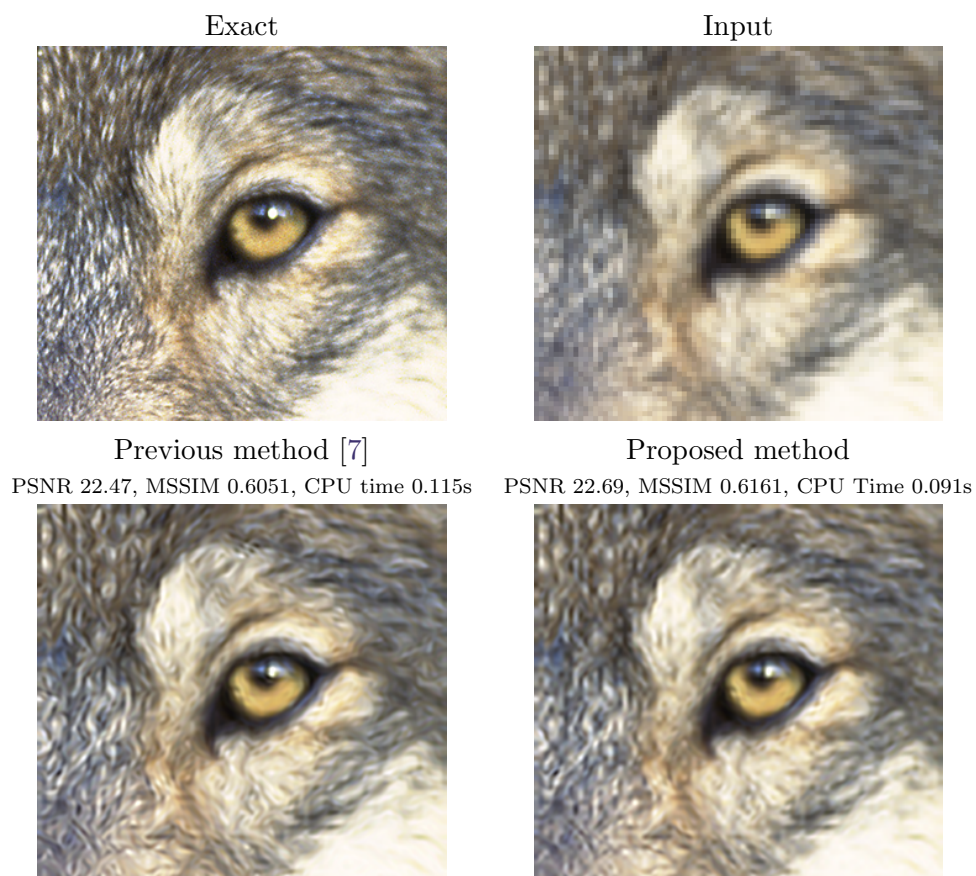 Exact
Input
Previous method [7]
Proposed method
PSNR 22.47, MSSIM 0.6051, CPU time 0.115s
PSNR 22.69, MSSIM 0.6161, CPU Time 0.091s